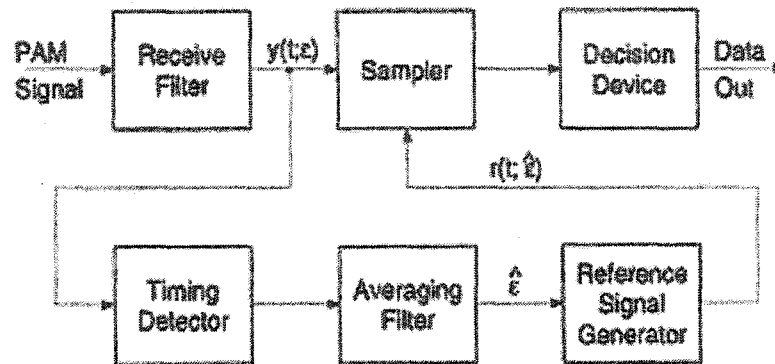 PAM
Signal
Receive
Filter
y(t;ε)
Sampler
Decision
Device
Data
Out
r(t; ε̂)
Timing
Detector
Averaging
Filter
ε̂
Reference
Signal
Generator